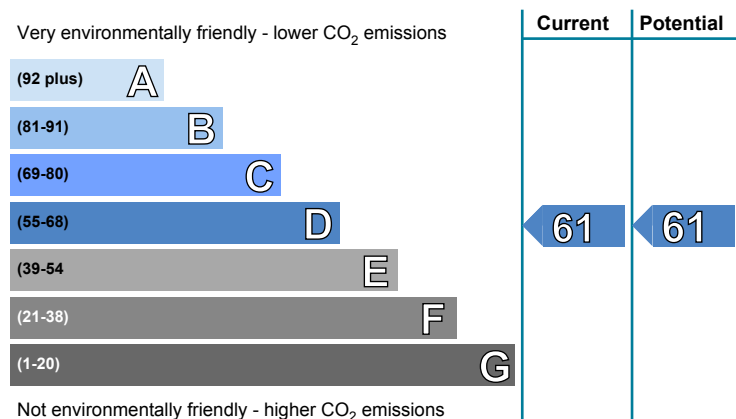 Current Potential
Very environmentally friendly - lower CO₂ emissions
(92 plus) A
(81-91) B
(69-80) C
(55-68) D 61 61
(39-54 E
(21-38) F
(1-20) G
Not environmentally friendly - higher CO₂ emissions